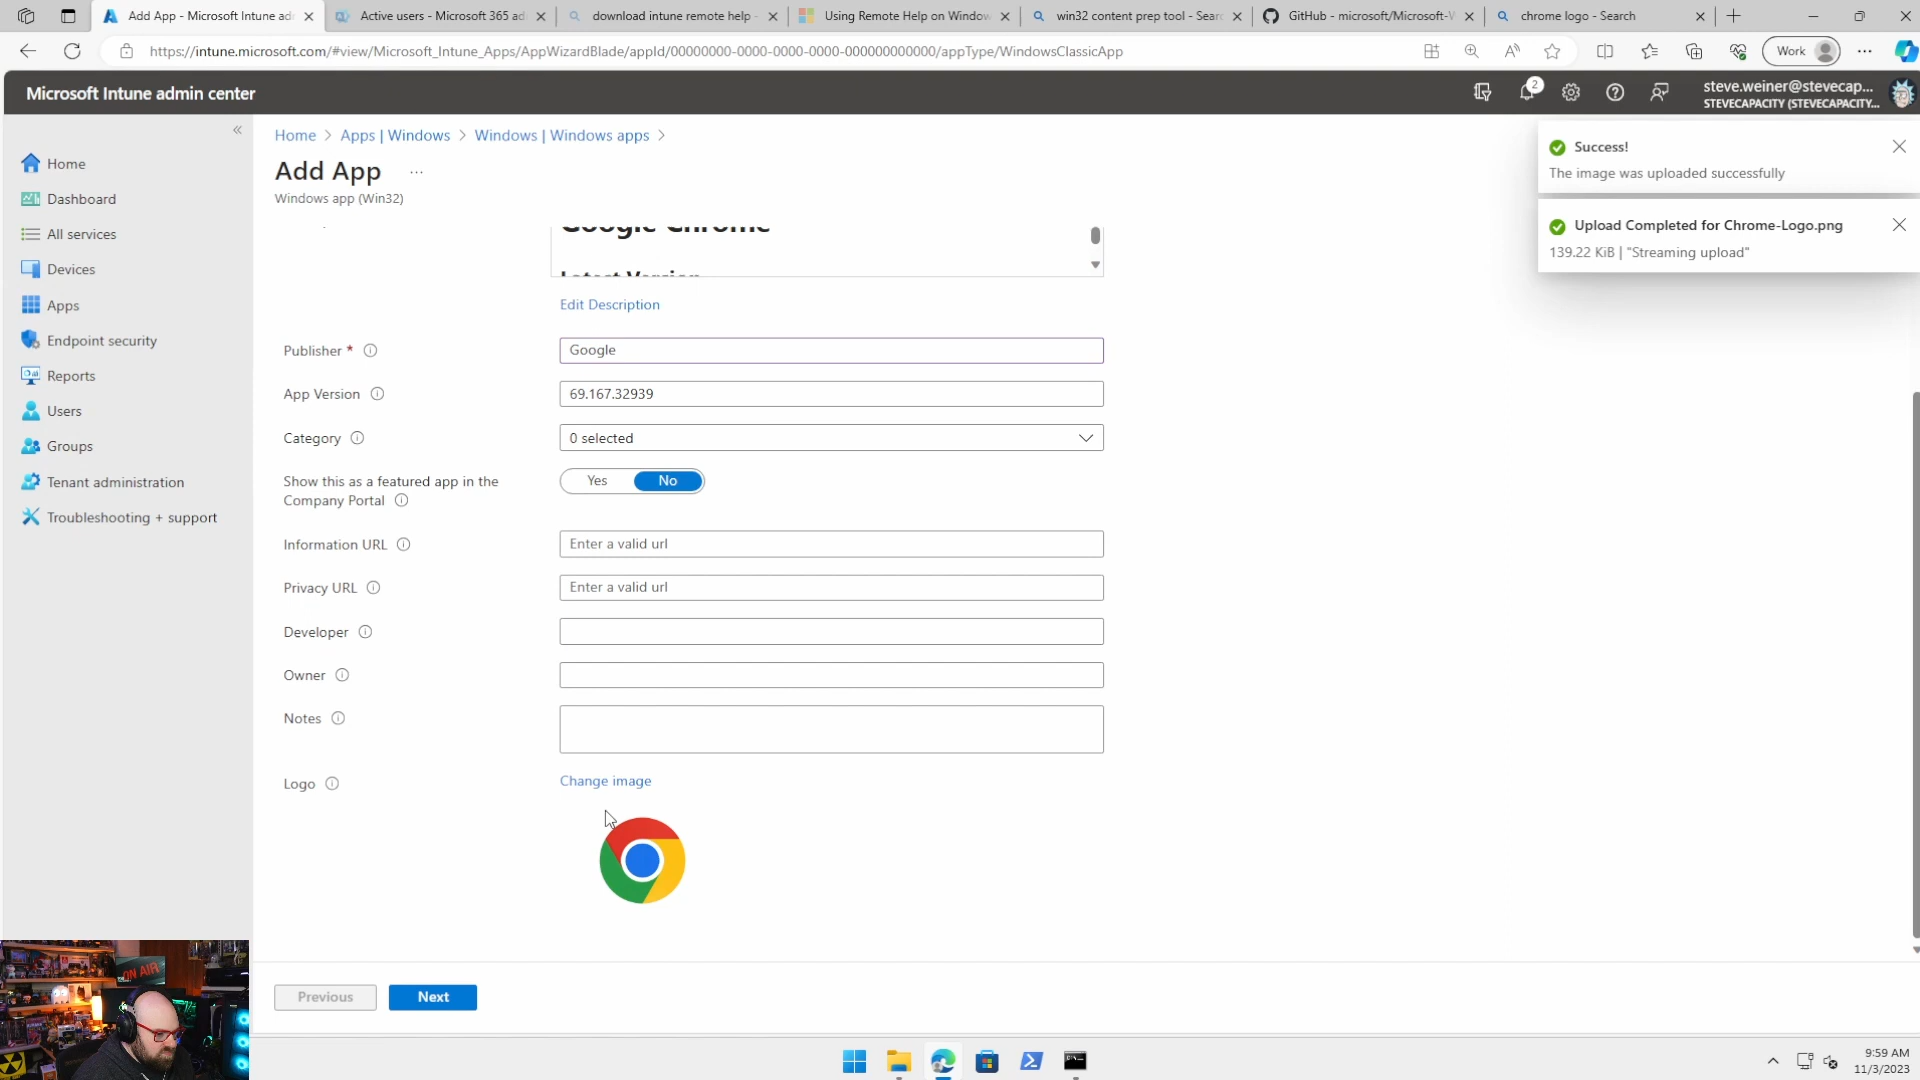 Add App - Microsoft Intune ad
Active users - Microsoft 365 ad
download intune remote help -
Using Remote Help on Window
win32 content prep tool - Sear
GitHub - microsoft/Microsoft-W
chrome logo - Search
https://intune.microsoft.com/#view/Microsoft_Intune_Apps/AppWizardBlade/appId/00000000-0000-0000-0000-000000000000/appType/WindowsClassicApp
Work
Microsoft Intune admin center
2
steve.weiner@stevecap...
STEVECAPACITY (STEVECAPACITY...
Home
Dashboard
All services
Devices
Apps
Endpoint security
Reports
Users
Groups
Tenant administration
Troubleshooting + support
Home > Apps | Windows > Windows | Windows apps >
Add App ...
Windows app (Win32)
Google Chrome
Latest Version
Edit Description
Publisher *
Google
App Version
69.167.32939
Category
0 selected
Show this as a featured app in the
Company Portal
Yes No
Information URL
Enter a valid url
Privacy URL
Enter a valid url
Developer
Owner
Notes
Logo
Change image
Previous
Next
Success!
The image was uploaded successfully
Upload Completed for Chrome-Logo.png
139.22 KiB | "Streaming upload"
ON AIR
9:59 AM
11/3/2023